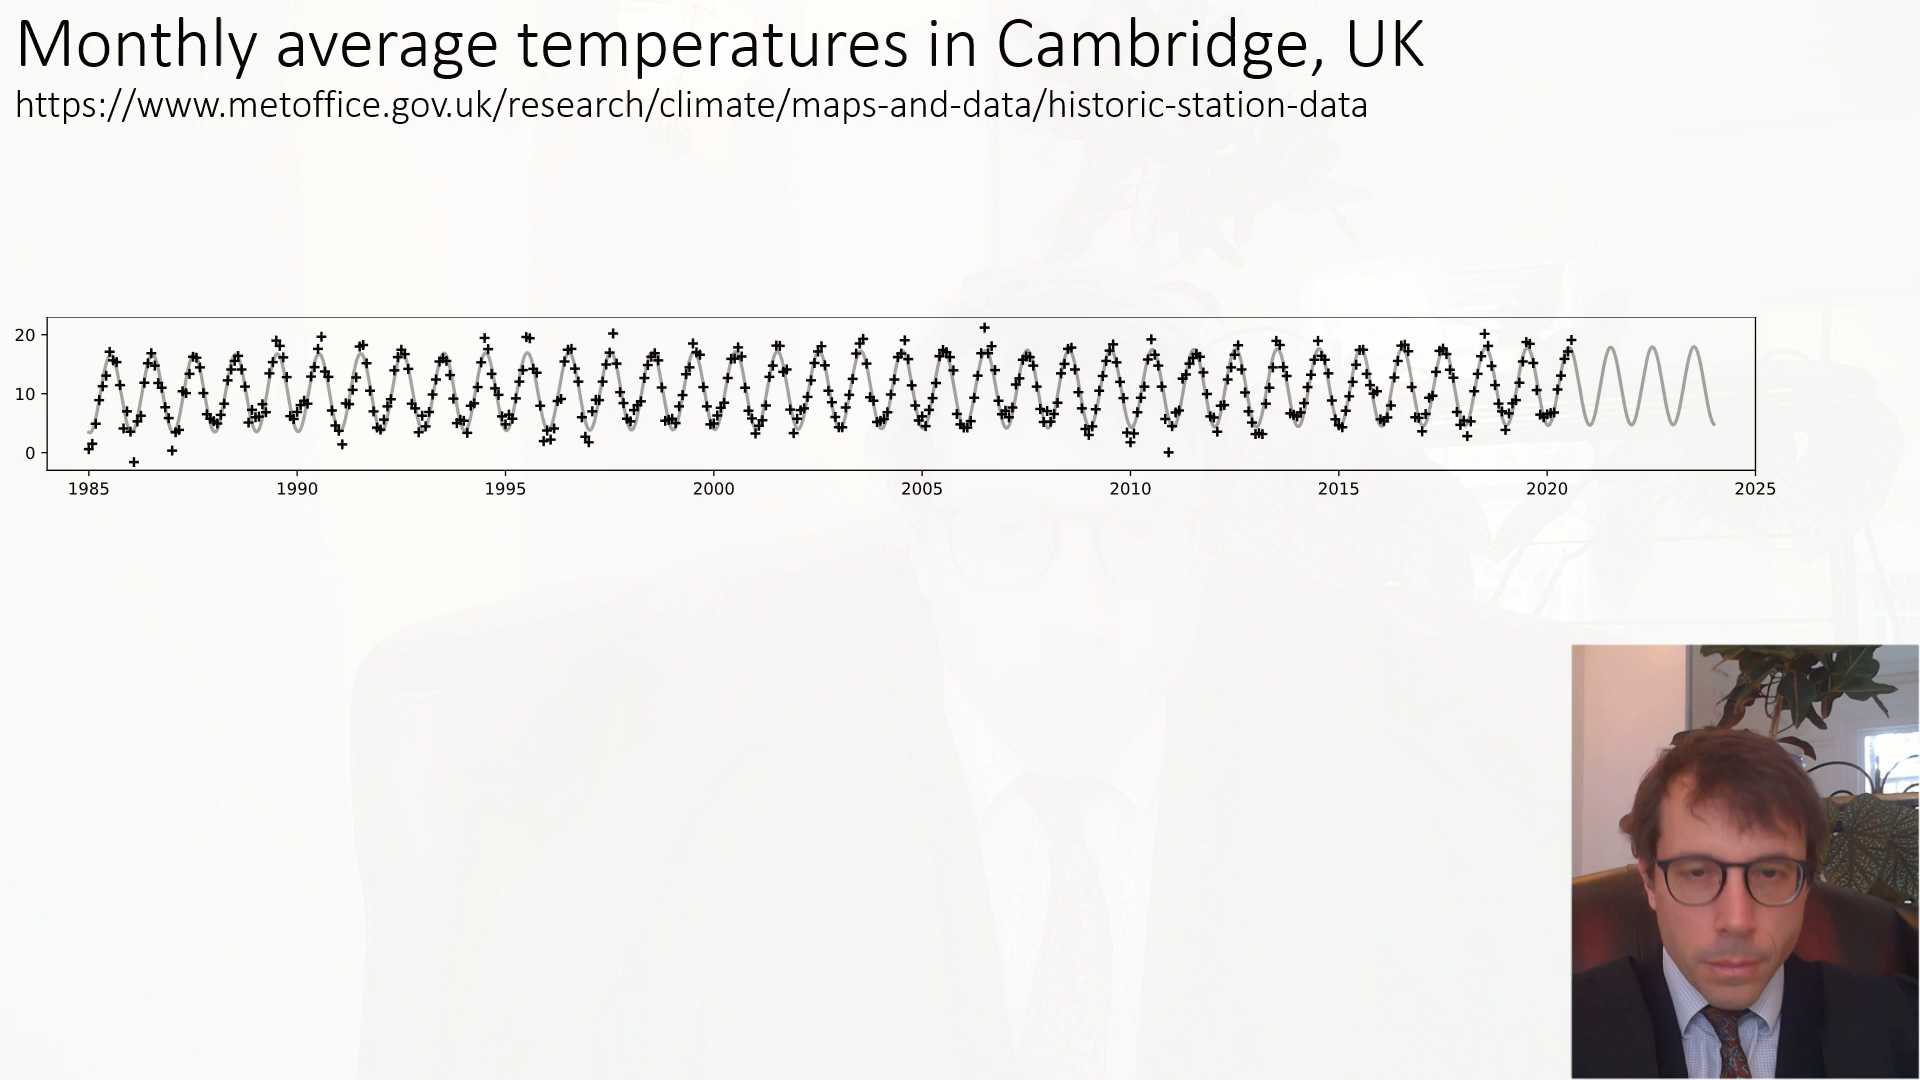 Monthly average temperatures in Cambridge, UK
https://www.metoffice.gov.uk/research/climate/maps-and-data/historic-station-data
20
10
0
1985 1990 1995 2000 2005 2010 2015 2020 2025